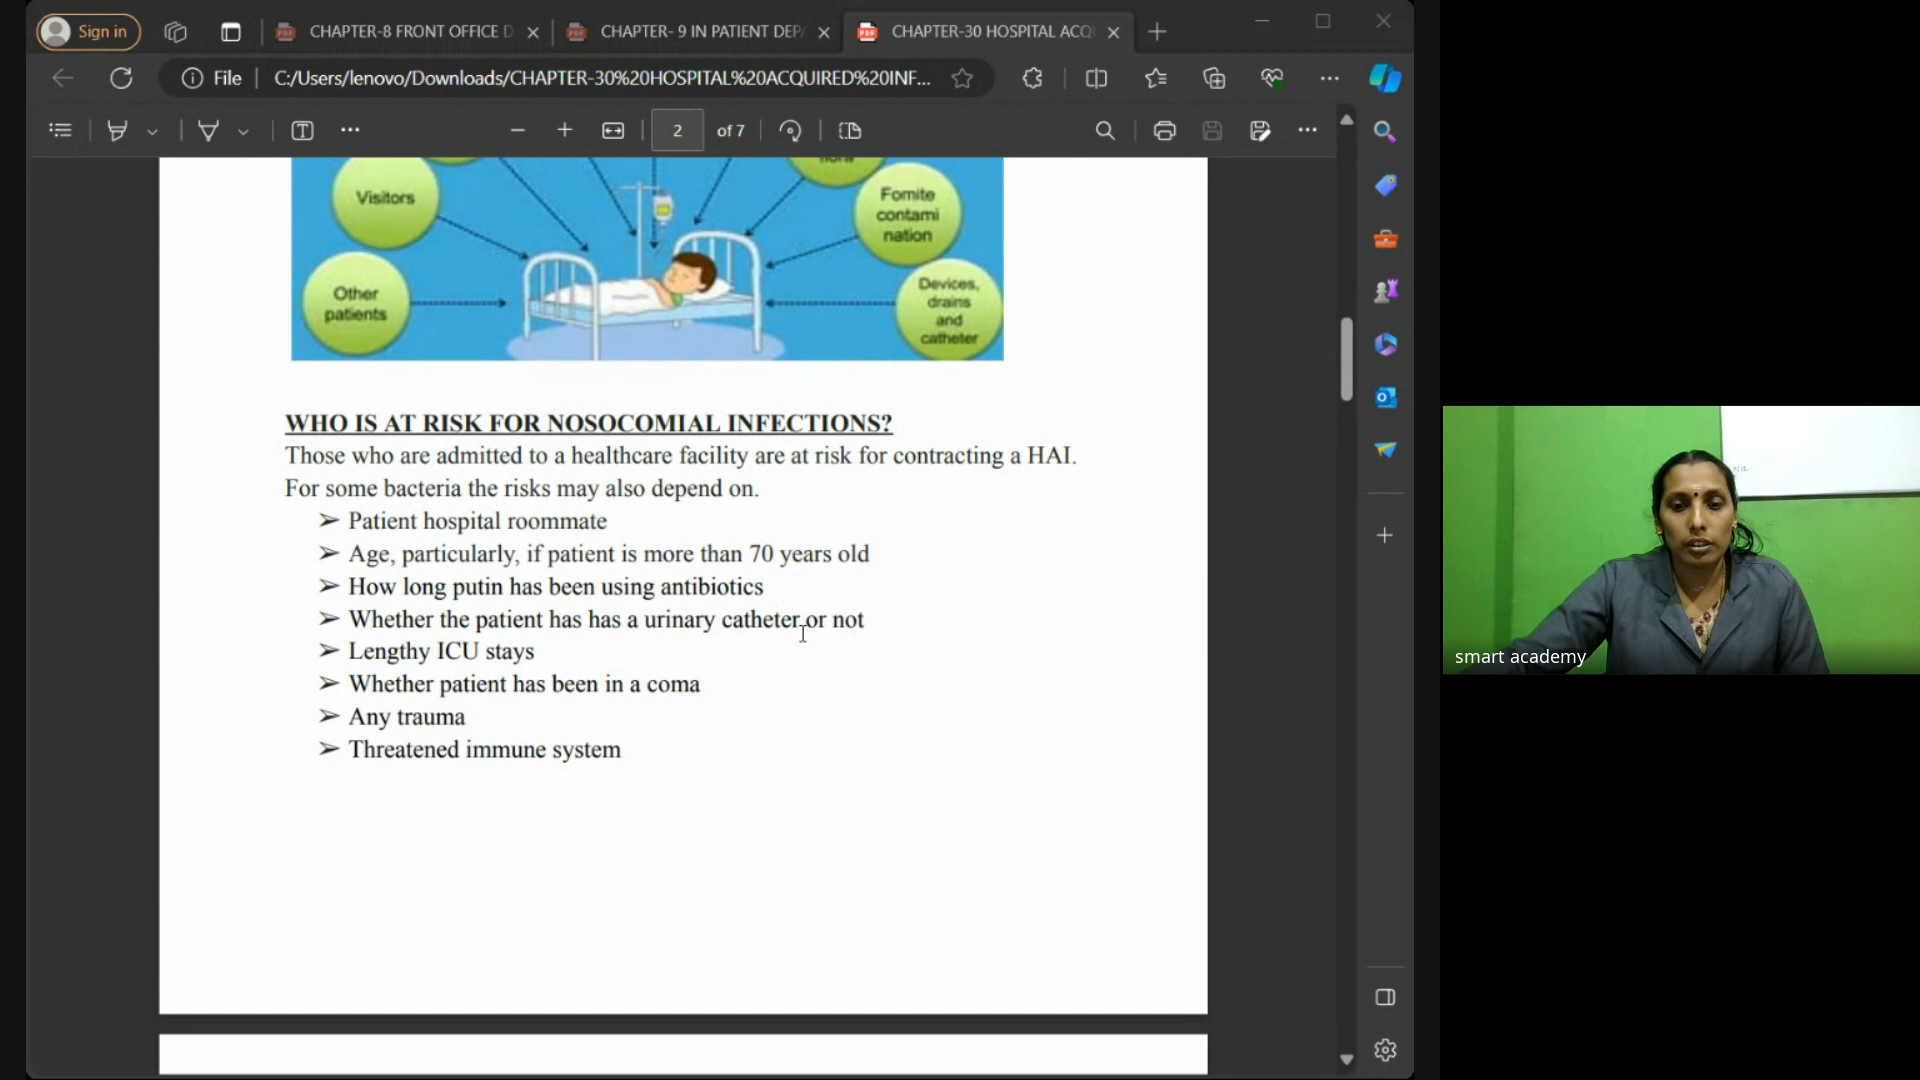 Sign in
CHAPTER-8 FRONT OFFICE D
CHAPTER- 9 IN PATIENT DEP
CHAPTER-30 HOSPITAL ACQ
File
C:/Users/lenovo/Downloads/CHAPTER-30%20HOSPITAL%20ACQUIRED%20INF...
2 of 7
Visitors
Fomite
contami
nation
Other
patients
Devices,
drains
and
catheter
WHO IS AT RISK FOR NOSOCOMIAL INFECTIONS?
Those who are admitted to a healthcare facility are at risk for contracting a HAI.
For some bacteria the risks may also depend on.
➢ Patient hospital roommate
➢ Age, particularly, if patient is more than 70 years old
➢ How long putin has been using antibiotics
➢ Whether the patient has has a urinary catheter or not
➢ Lengthy ICU stays
➢ Whether patient has been in a coma
➢ Any trauma
➢ Threatened immune system
smart academy